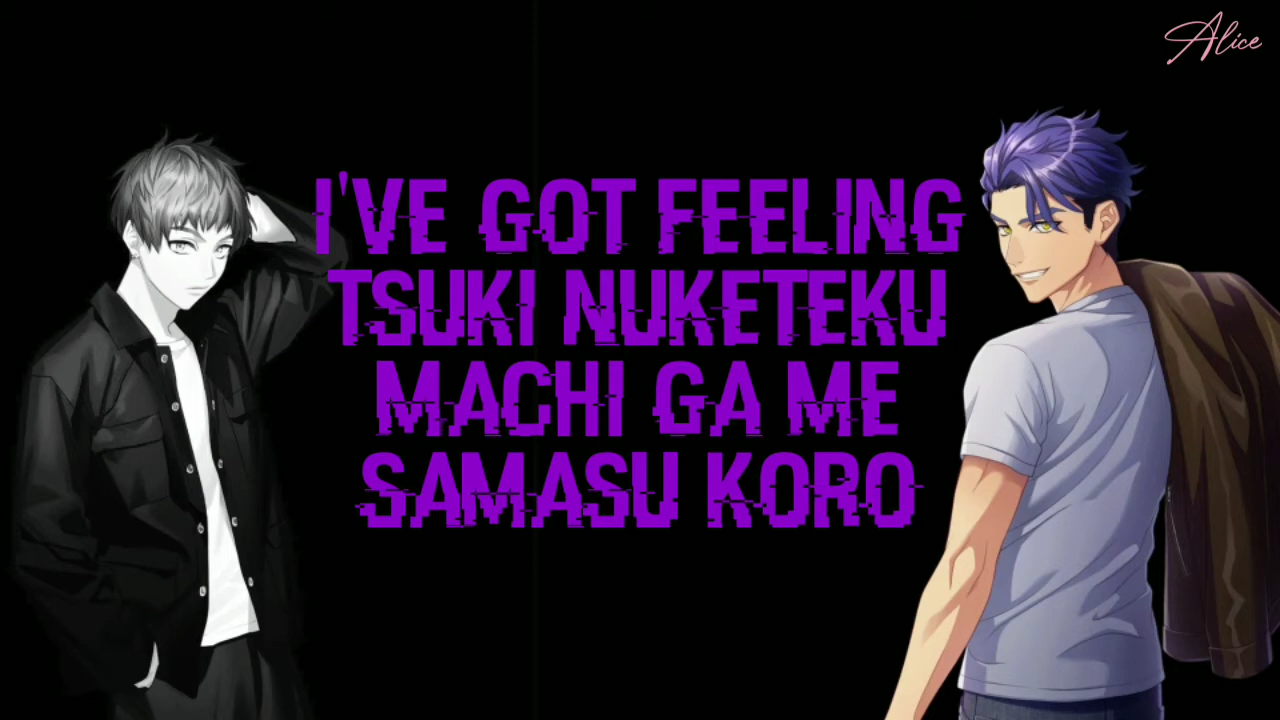 Alice
I'VE GOT FEELING
TSUKI NUKETEKU
MACHI GA ME
SAMASU KORO